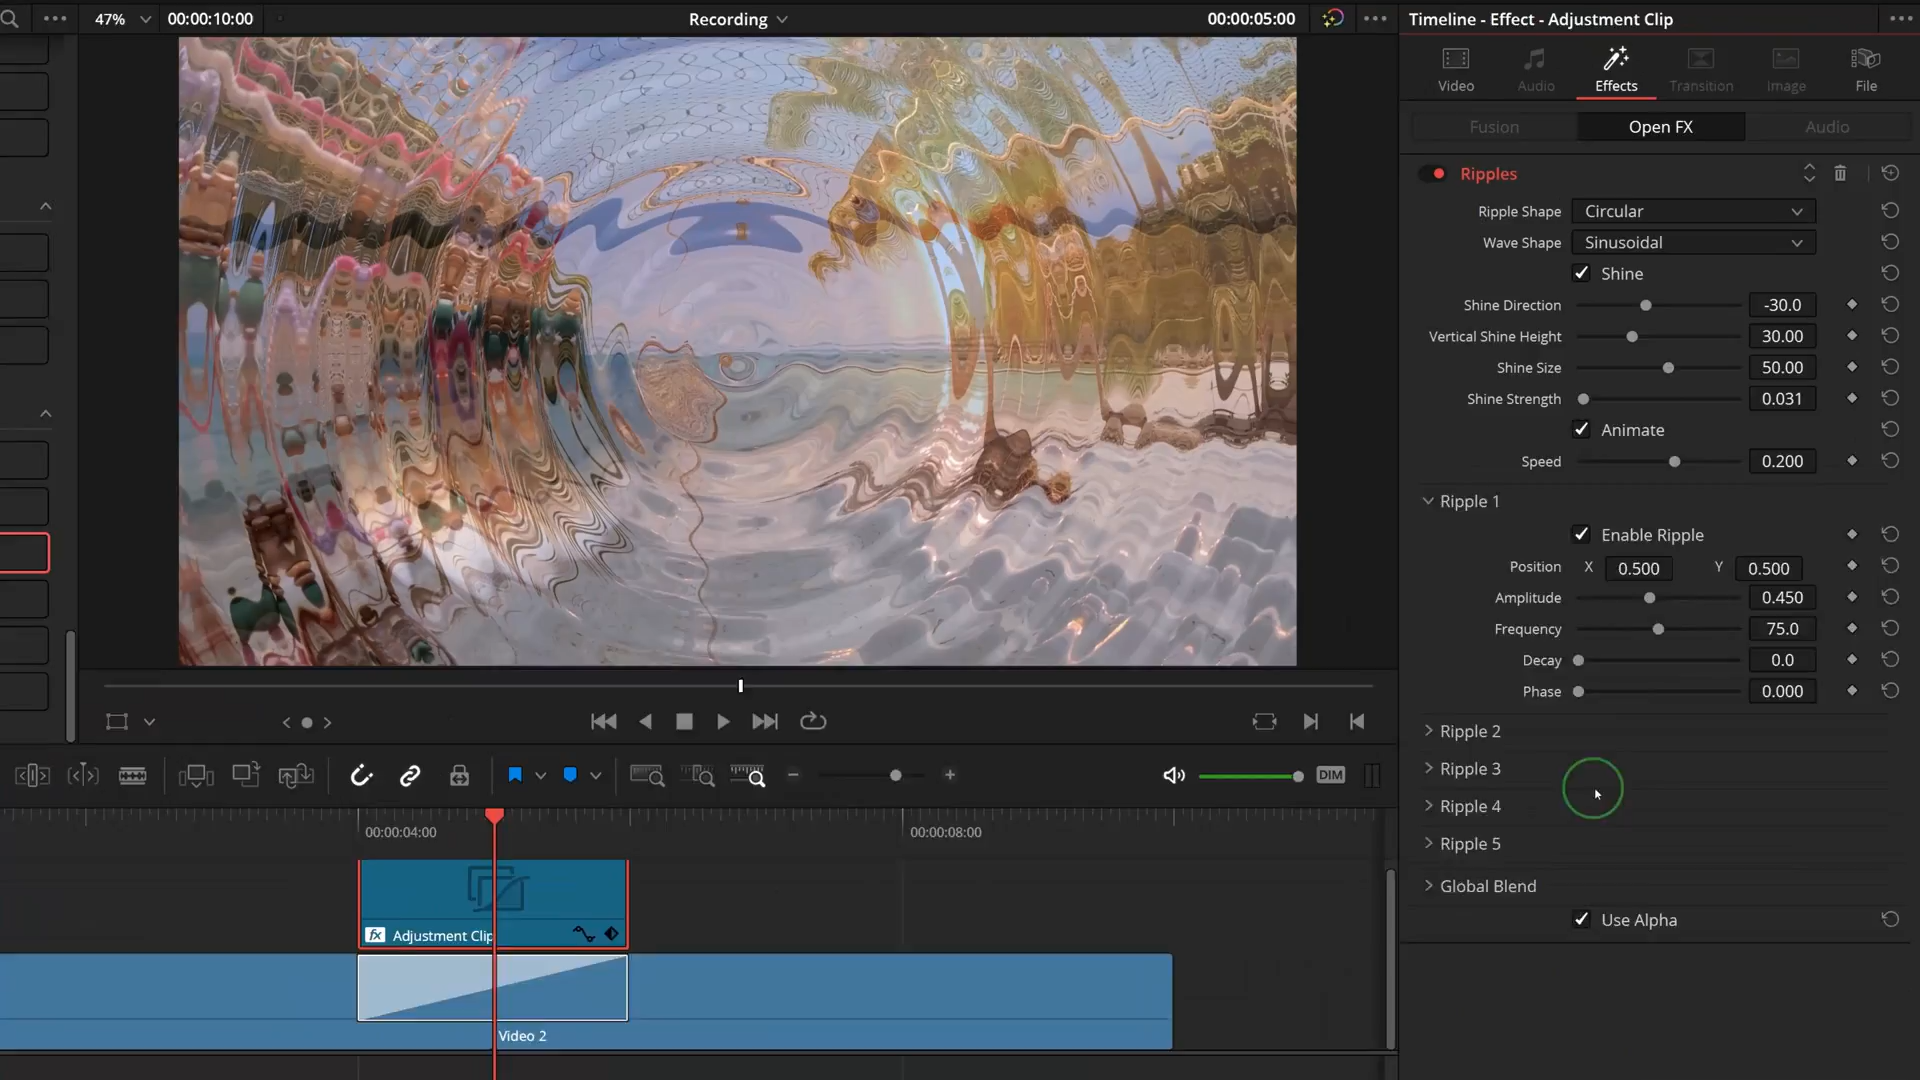 47% 00:00:10:00 Recording 00:00:05:00 Timeline - Effect - Adjustment Clip
Video Audio Effects Transition Image File
Fusion Open FX Audio
Ripples
Ripple Shape Circular
Wave Shape Sinusoidal
Shine
Shine Direction -30.0
Vertical Shine Height 30.00
Shine Size 50.00
Shine Strength 0.031
Animate
Speed 0.200
Ripple 1
Enable Ripple
Position X 0.500 Y 0.500
Amplitude 0.450
Frequency 75.0
Decay 0.0
Phase 0.000
Ripple 2
Ripple 3
Ripple 4
Ripple 5
Global Blend
Use Alpha
DIM
00:00:04:00 00:00:08:00
fx Adjustment Clip
Video 2